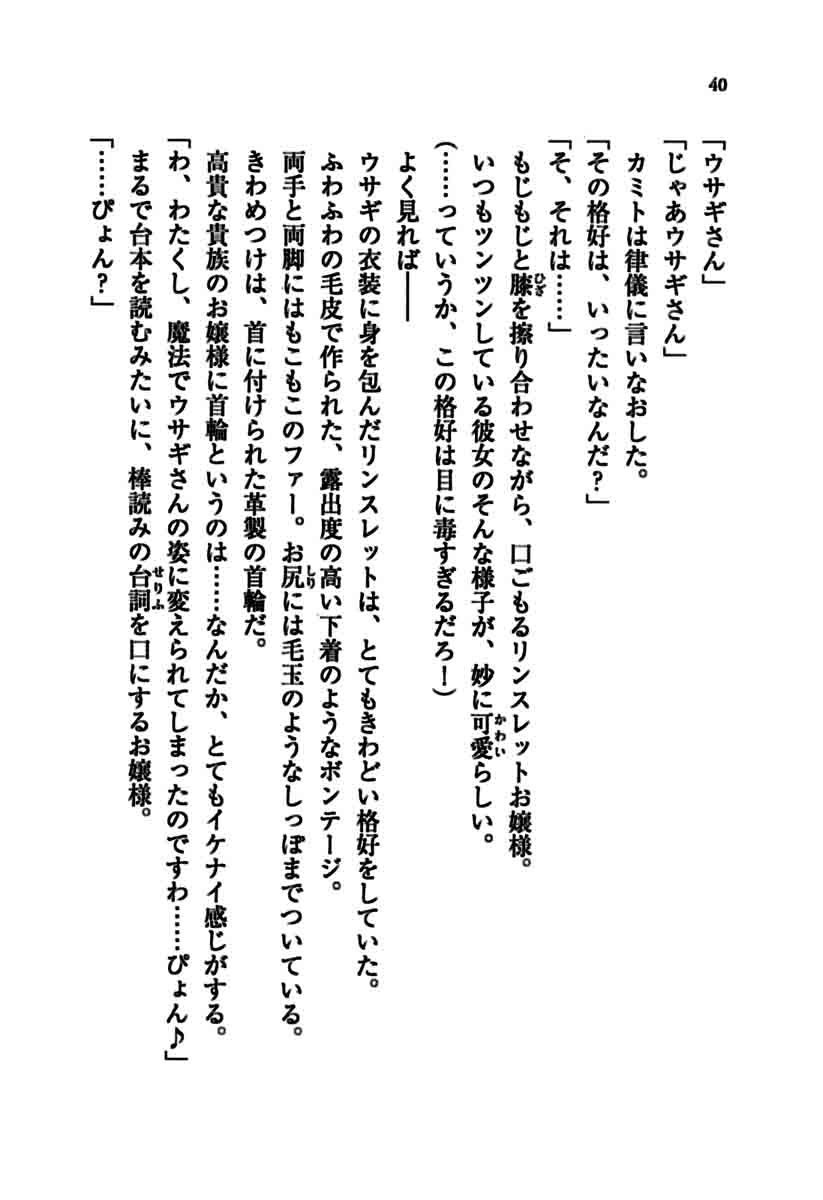 40
「ウサギさん」
「じゃあウサギさん」
カミトは律儀に言いなおした。
「その格好は、いったいなんだ?」
「そ、それは……」
もじもじと膝を擦り合わせながら、口ごもるリンスレットお嬢様。
いつもツンツンしている彼女のそんな様子が、妙に可愛らしい。
(……っていうか、この格好は目に毒すぎるだろー)
よく見れば――
ウサギの衣装に身を包んだリンスレットは、とてもきわどい格好をしていた。
ふわふわの毛皮で作られた、露出度の高い下着のようなボンテージ。
両手と両脚にはもこもこのファー。お尻には毛玉のようなしっぽまでついている。
きわめつけは、首に付けられた革製の首輪だ。
高貴な貴族のお嬢様に首輪というのは……なんだか、とてもイケナイ感じがする。
「わ、わたくし、魔法でウサギさんの姿に変えられてしまったのですわ……ぴょん♪」
まるで台本を読むみたいに、棒読みの台詞を口にするお嬢様。
「……ぴょん?」